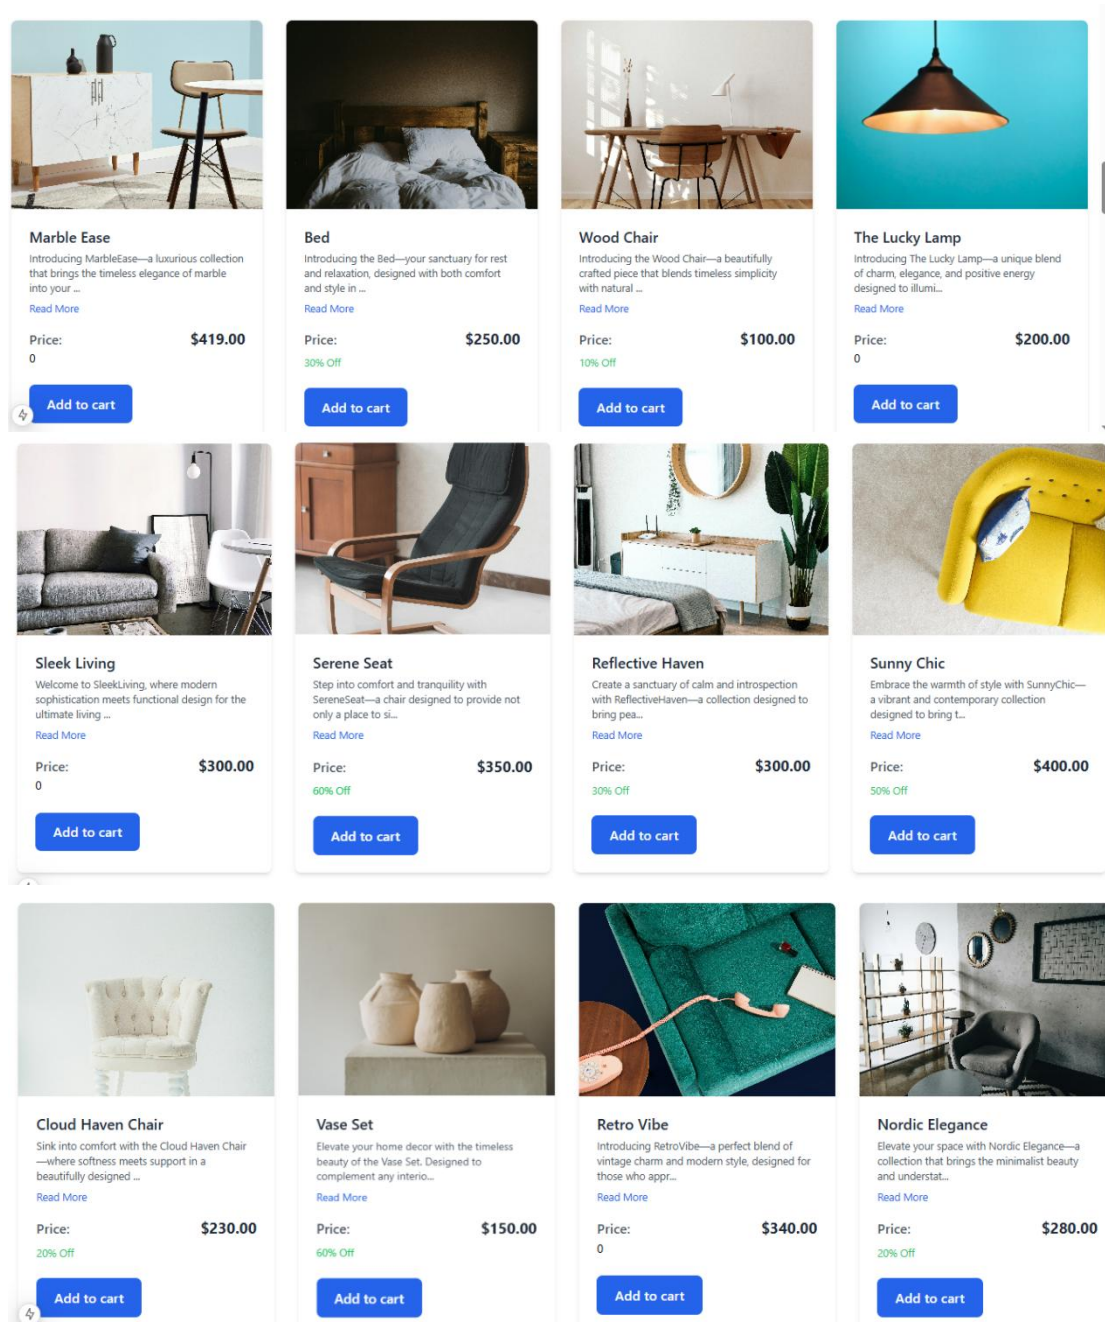 Marble Ease
Introducing MarbleEase—a luxurious collection
that brings the timeless elegance of marble
into your ...
Read More
Price: $419.00
0
Add to cart
Bed
Introducing the Bed—your sanctuary for rest
and relaxation, designed with both comfort
and style in ...
Read More
Price: $250.00
30% Off
Add to cart
Wood Chair
Introducing the Wood Chair—a beautifully
crafted piece that blends timeless simplicity
with natural ...
Read More
Price: $100.00
10% Off
Add to cart
The Lucky Lamp
Introducing The Lucky Lamp—a unique blend
of charm, elegance, and positive energy
designed to illumi...
Read More
Price: $200.00
0
Add to cart
Sleek Living
Welcome to SleekLiving, where modern
sophistication meets functional design for the
ultimate living ...
Read More
Price: $300.00
0
Add to cart
Serene Seat
Step into comfort and tranquility with
SereneSeat—a chair designed to provide not
only a place to si...
Read More
Price: $350.00
60% Off
Add to cart
Reflective Haven
Create a sanctuary of calm and introspection
with ReflectiveHaven—a collection designed to
bring pea...
Read More
Price: $300.00
30% Off
Add to cart
Sunny Chic
Embrace the warmth of style with SunnyChic—
a vibrant and contemporary collection
designed to bring t...
Read More
Price: $400.00
50% Off
Add to cart
Cloud Haven Chair
Sink into comfort with the Cloud Haven Chair
—where softness meets support in a
beautifully designed ...
Read More
Price: $230.00
20% Off
Add to cart
Vase Set
Elevate your home decor with the timeless
beauty of the Vase Set. Designed to
complement any interio...
Read More
Price: $150.00
60% Off
Add to cart
Retro Vibe
Introducing RetroVibe—a perfect blend of
vintage charm and modern style, designed for
those who appr...
Read More
Price: $340.00
0
Add to cart
Nordic Elegance
Elevate your space with Nordic Elegance—a
collection that brings the minimalist beauty
and understat...
Read More
Price: $280.00
20% Off
Add to cart